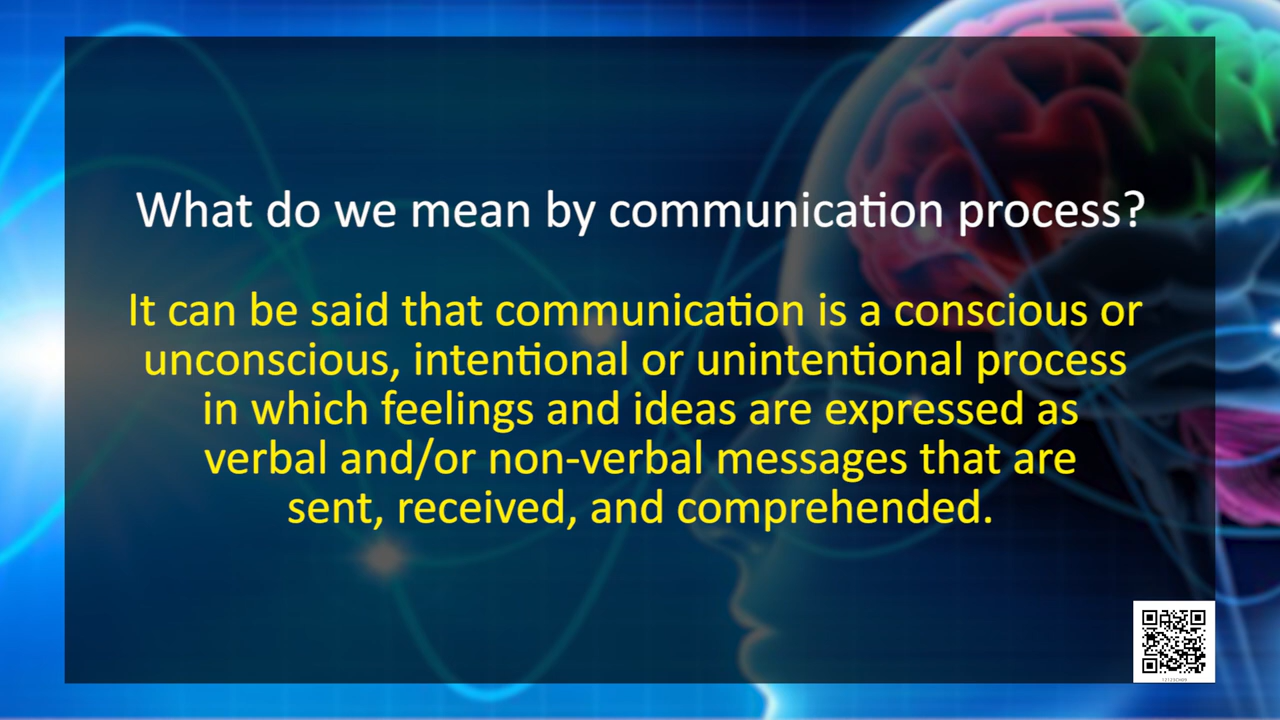 What do we mean by communication process?
It can be said that communication is a conscious or
unconscious, intentional or unintentional process
in which feelings and ideas are expressed as
verbal and/or non-verbal messages that are
sent, received, and comprehended.